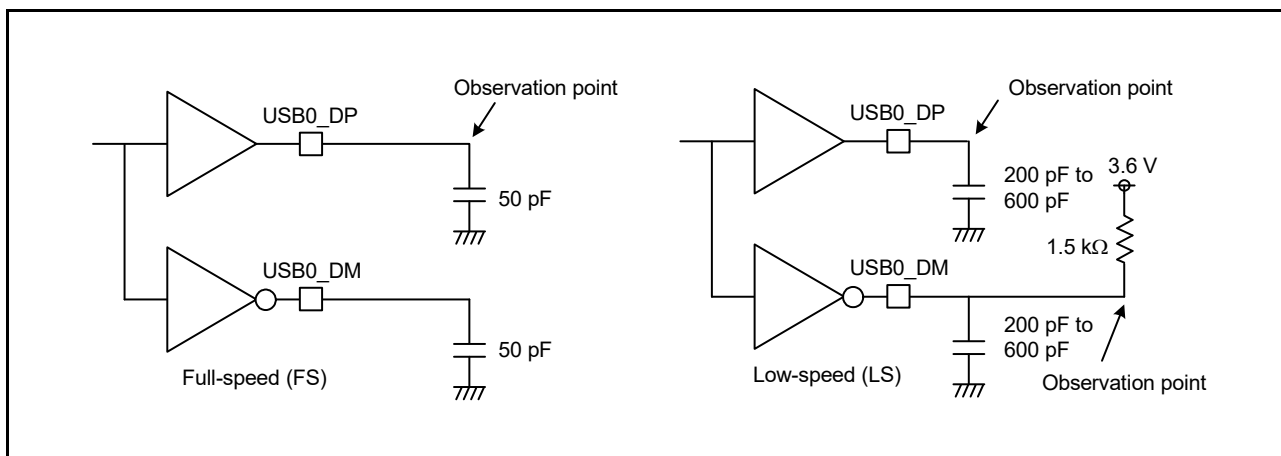 Observation point
USB0_DP
50 pF
USB0_DM
50 pF
Full-speed (FS)
Observation point
USB0_DP
200 pF to
600 pF
3.6 V
1.5 kΩ
USB0_DM
200 pF to
600 pF
Low-speed (LS)
Observation point